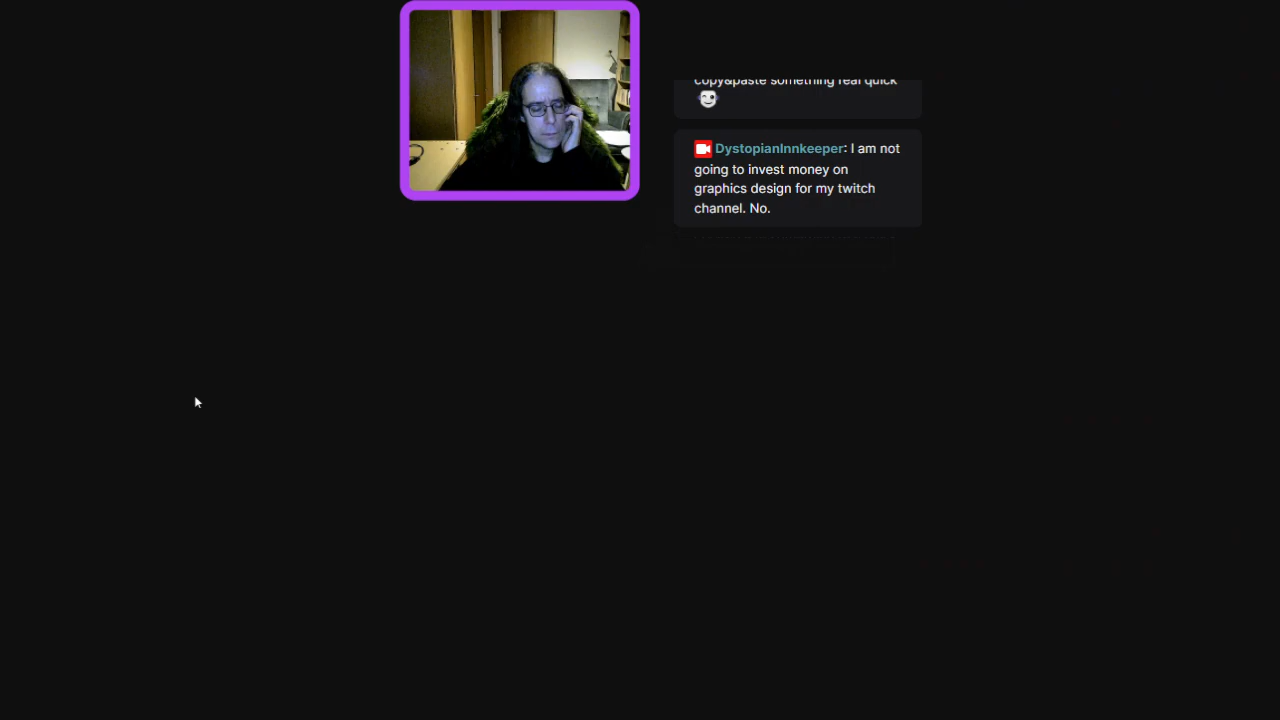 copy&paste something real quick
DystopianInnkeeper: I am not
going to invest money on
graphics design for my twitch
channel. No.